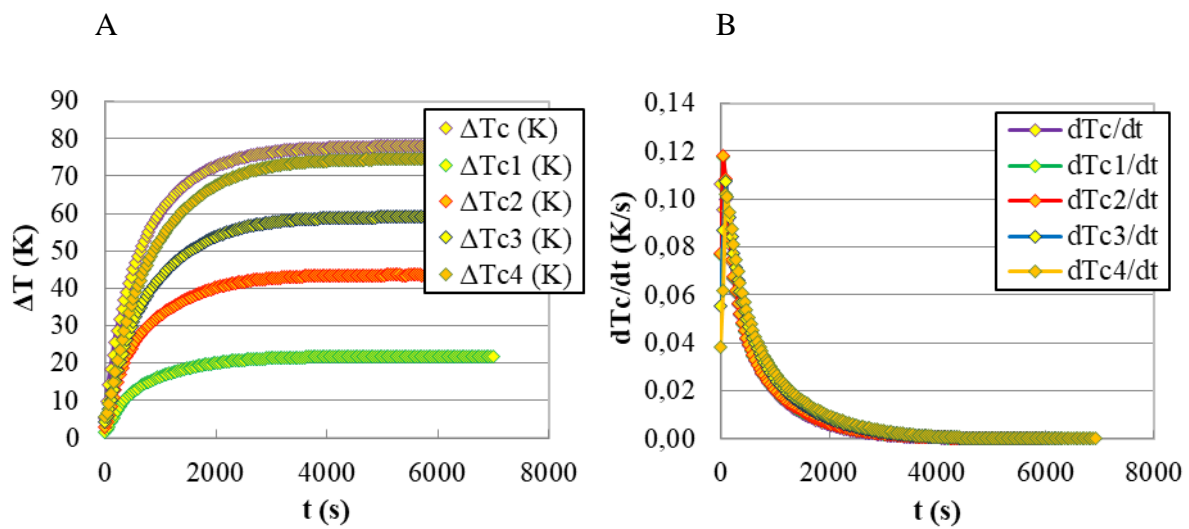 A
B
90
80
70
60
50
40
30
20
10
0
0
2000
4000
6000
8000
ΔT (K)
t (s)
ΔTc (K)
ΔTc1 (K)
ΔTc2 (K)
ΔTc3 (K)
ΔTc4 (K)
0,14
0,12
0,10
0,08
0,06
0,04
0,02
0,00
0
2000
4000
6000
8000
dTc/dt (K/s)
t (s)
dTc/dt
dTc1/dt
dTc2/dt
dTc3/dt
dTc4/dt